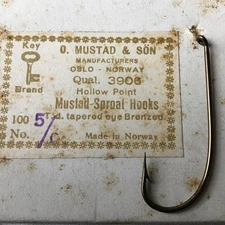 Key
Brand
O. MUSTAD & SON
MANUFACTURERS
OSLO - NORWAY
Qual. 3906
Hollow Point
Mustad-Sproat Hooks
100 5/ T'd. tapered eye Bronzed
No. Made in Norway